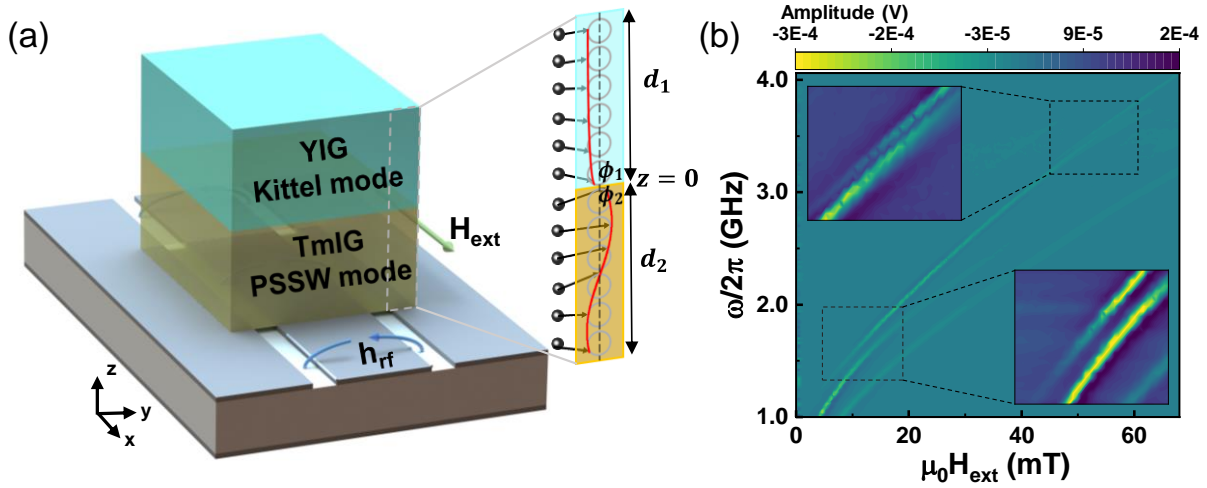 (a)
YIG
Kittel mode
TmIG
PSSW mode
H_ext
h_rf
z
y
x
d_1
ϕ_1
z = 0
ϕ_2
d_2
(b)
Amplitude (V)
-3E-4 -2E-4 -3E-5 9E-5 2E-4
4.0
3.0
2.0
1.0
ω/2π (GHz)
0 20 40 60
μ_0H_ext (mT)